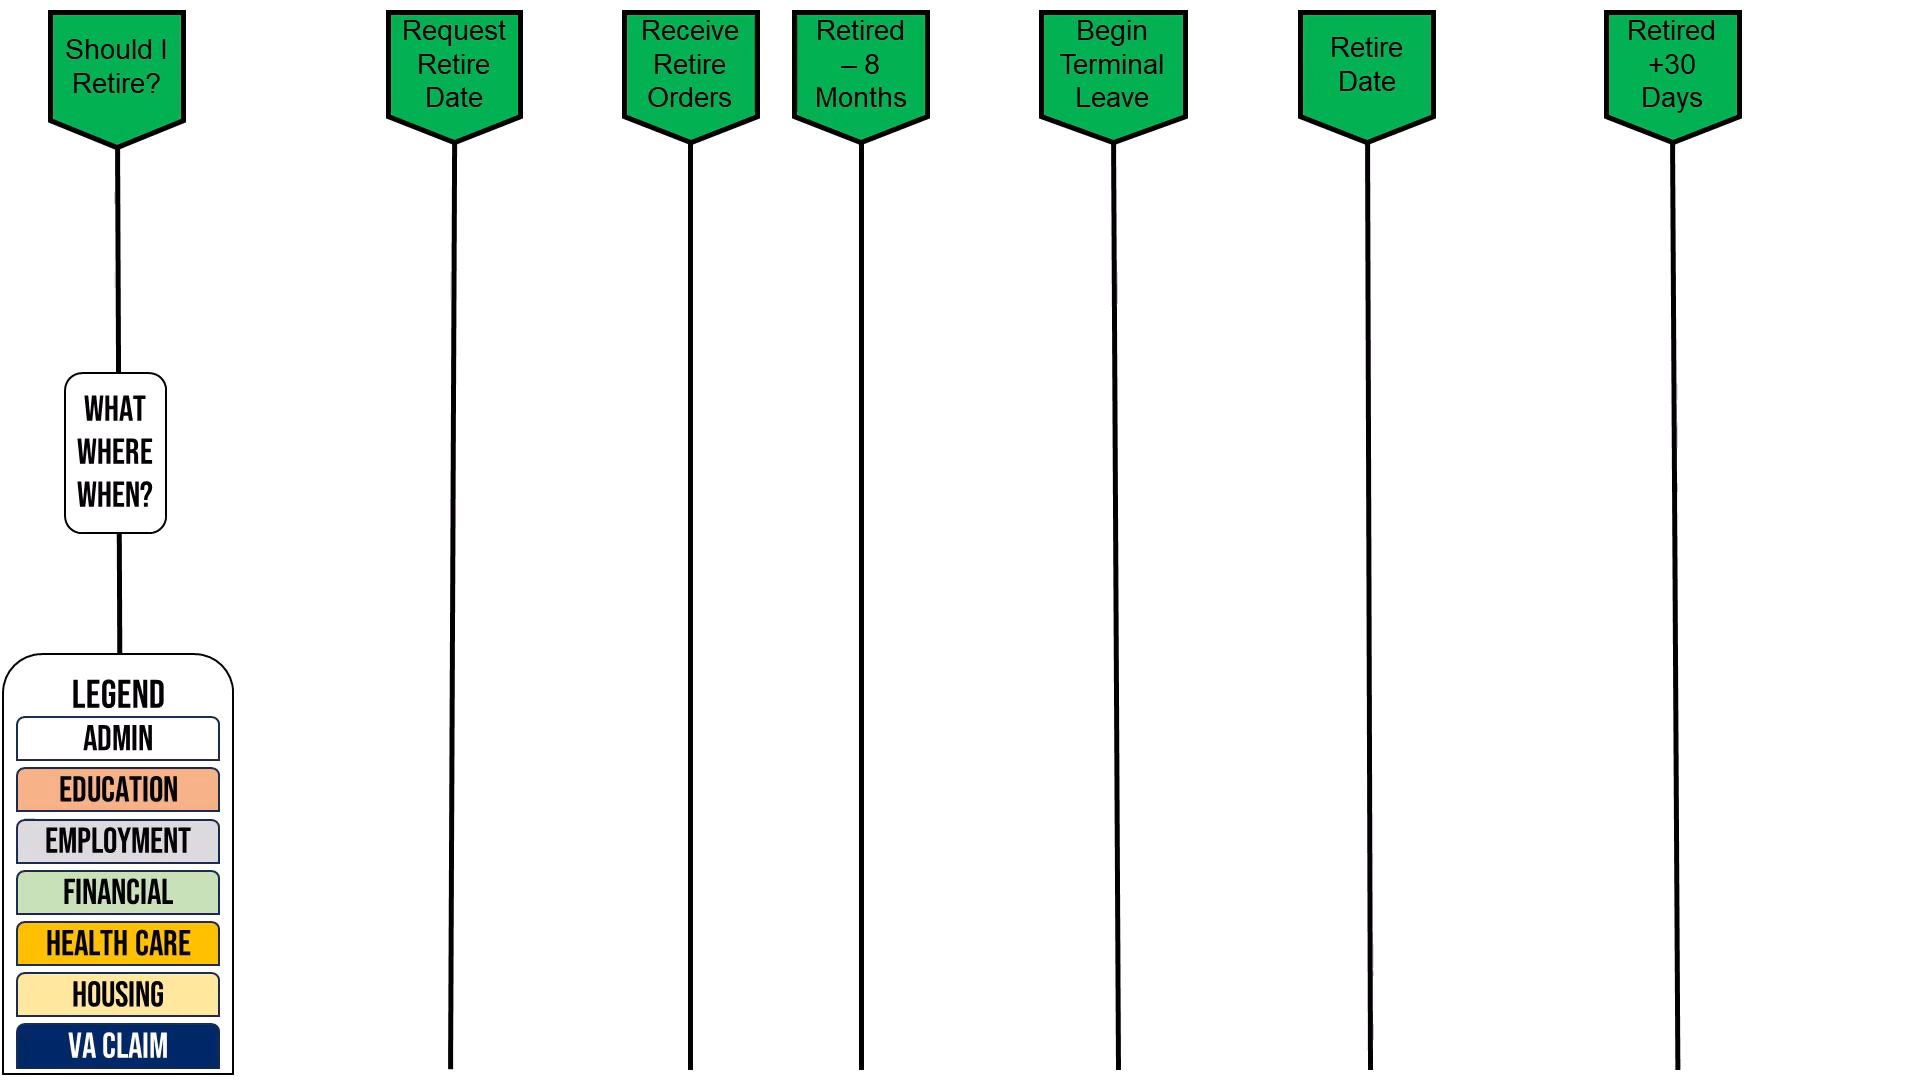 Should I
Retire?
Request
Retire
Date
Receive
Retire
Orders
Retired
– 8
Months
Begin
Terminal
Leave
Retire
Date
Retired
+30
Days
WHAT
WHERE
WHEN?
LEGEND
ADMIN
EDUCATION
EMPLOYMENT
FINANCIAL
HEALTH CARE
HOUSING
VA CLAIM